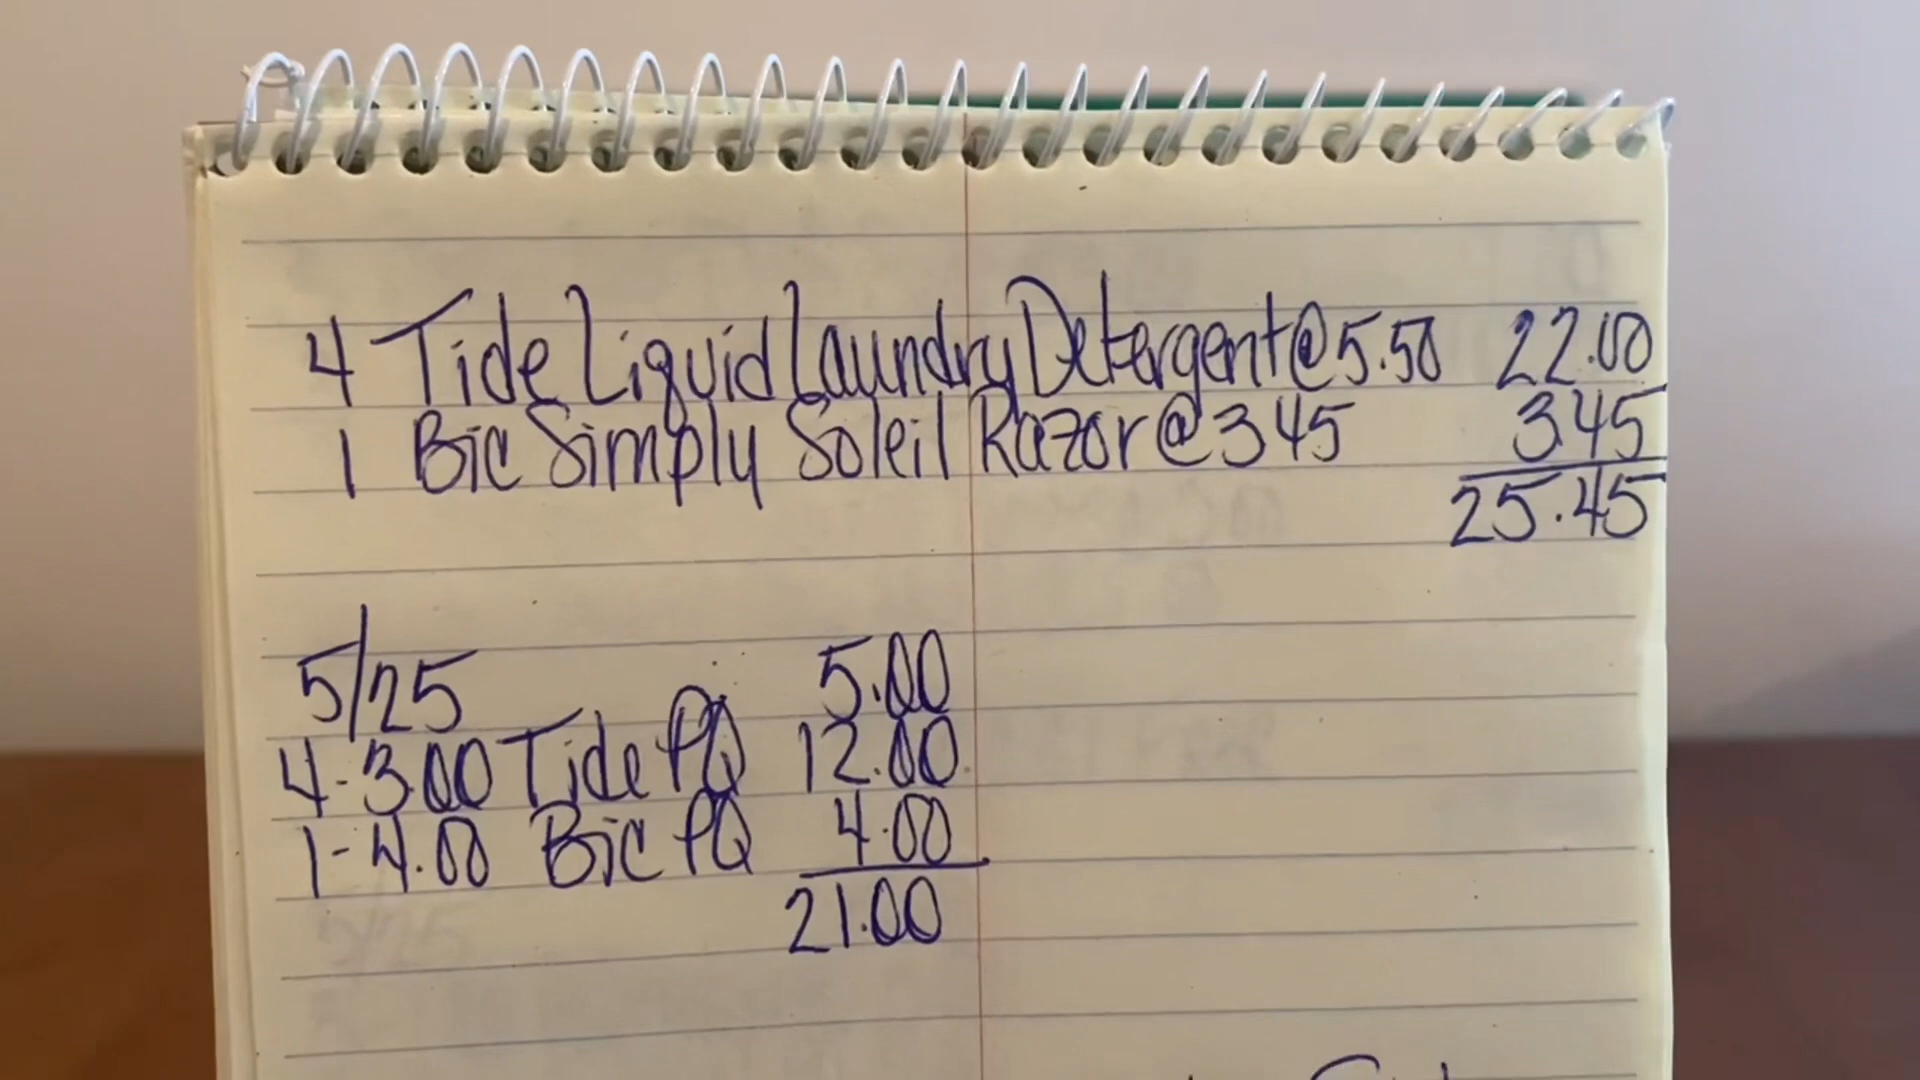 4 Tide Liquid Laundry Detergent @ 5.50 22.00
1 Bic Simply Soleil Razor @ 3.45 3.45
25.45
5/25 5.00
4-3.00 Tide PQ 12.00
1-4.00 Bic PQ 4.00
21.00